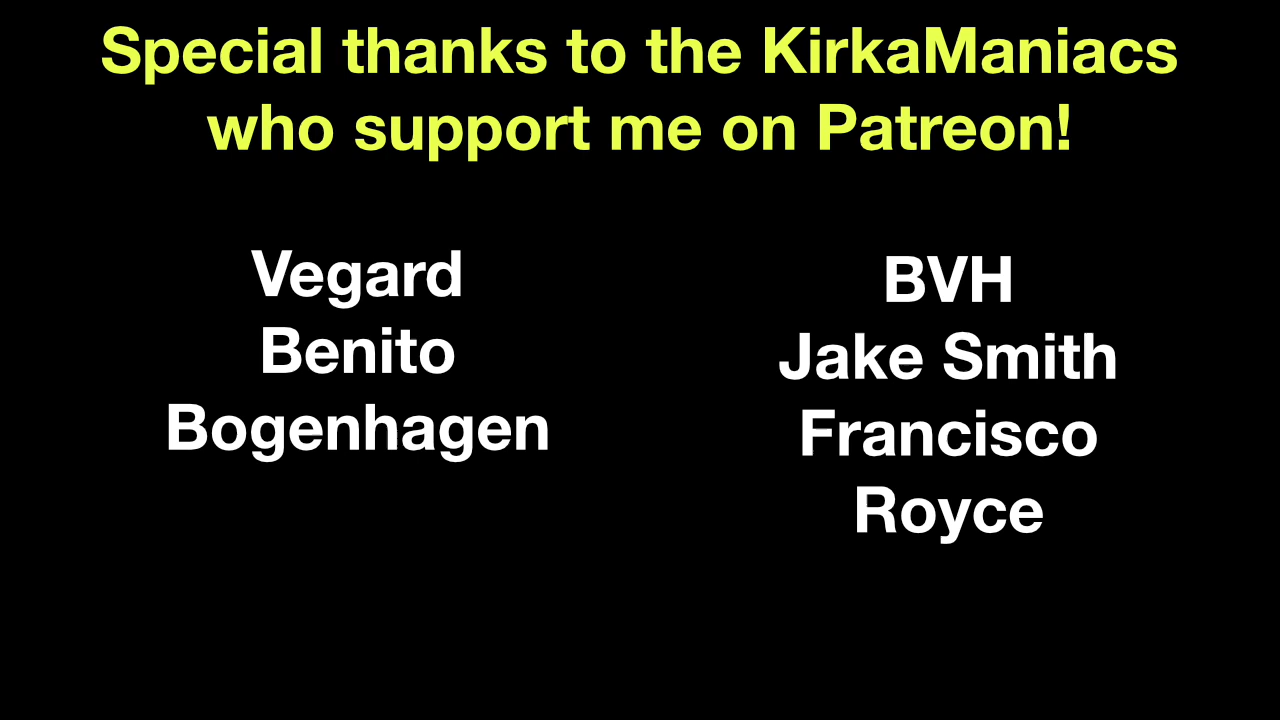 Special thanks to the KirkaManiacs
who support me on Patreon!
Vegard
Benito
Bogenhagen
BVH
Jake Smith
Francisco
Royce